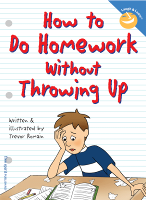 How to
Do Homework
Without
Throwing Up
Written &
illustrated by
Trevor Romain